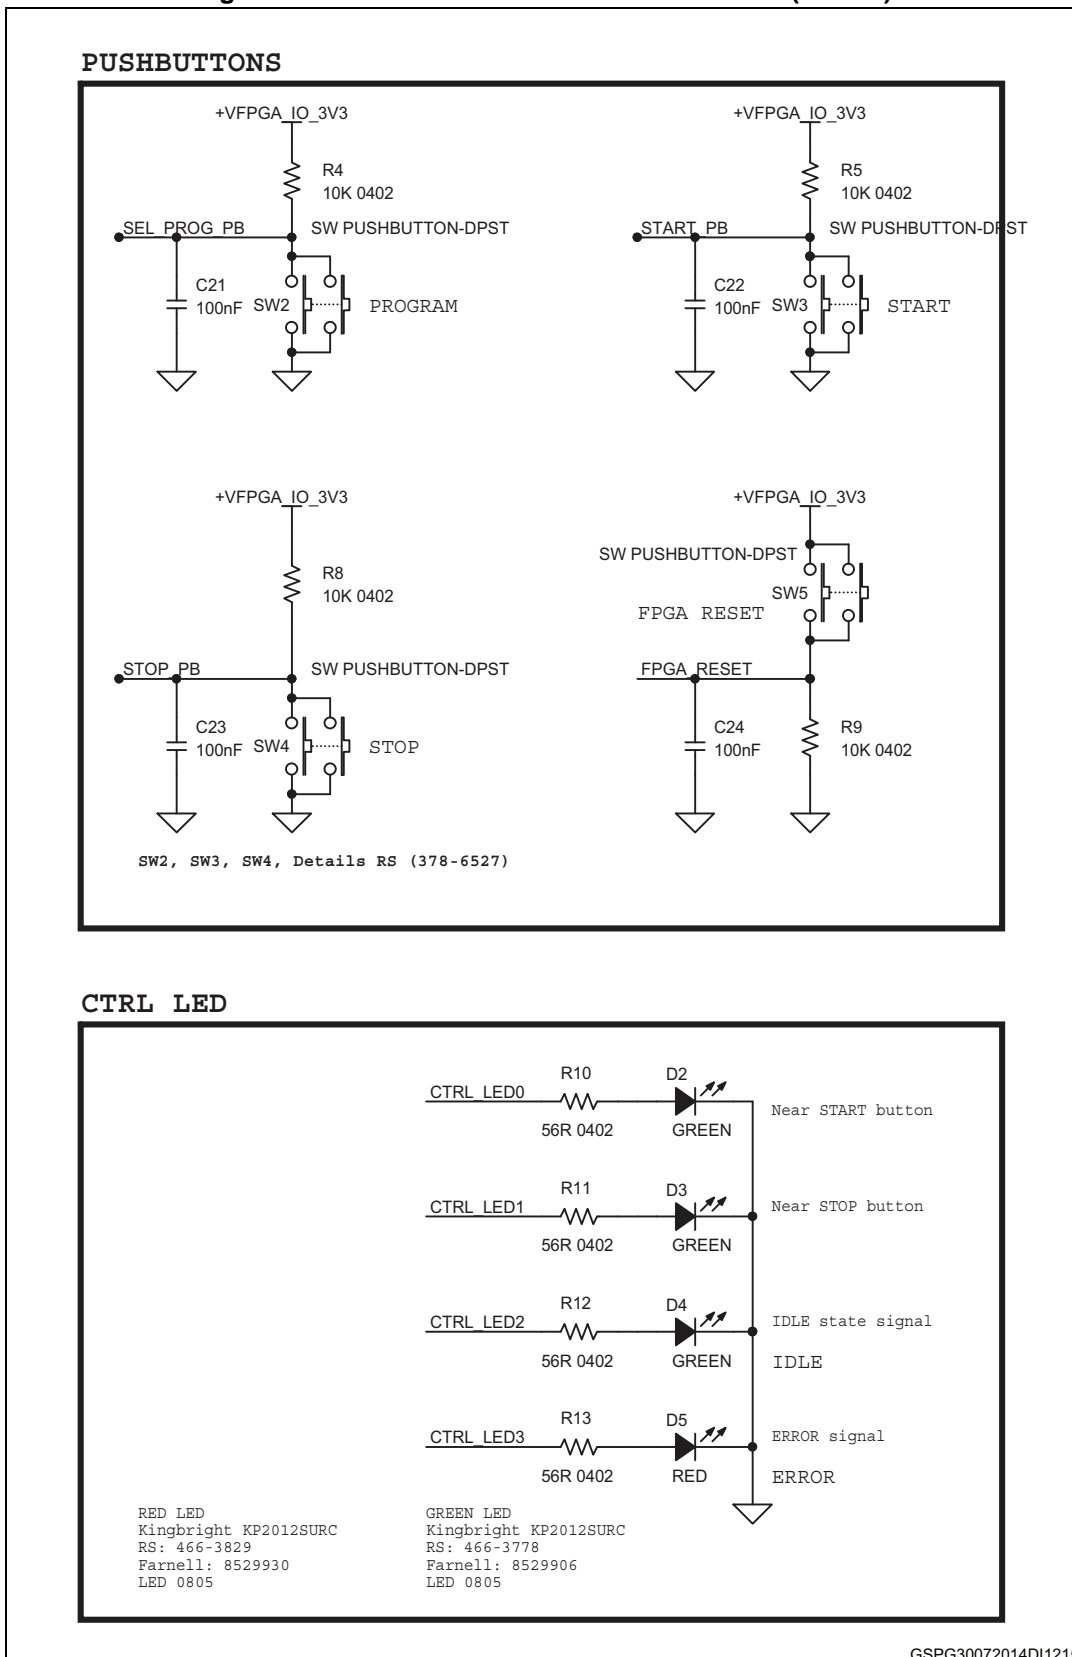 PUSHBUTTONS
+VFPGA_IO_3V3
+VFPGA_IO_3V3
R4
10K 0402
R5
10K 0402
SEL_PROG_PB
SW PUSHBUTTON-DPST
START_PB
SW PUSHBUTTON-DPST
C21
100nF
SW2
PROGRAM
C22
100nF
SW3
START
+VFPGA_IO_3V3
+VFPGA_IO_3V3
SW PUSHBUTTON-DPST
R8
10K 0402
SW5
FPGA RESET
STOP_PB
SW PUSHBUTTON-DPST
FPGA_RESET
C23
100nF
SW4
STOP
C24
100nF
R9
10K 0402
SW2, SW3, SW4, Details RS (378-6527)
CTRL LED
R10
D2
CTRL_LED0
Near START button
56R 0402
GREEN
R11
D3
CTRL_LED1
Near STOP button
56R 0402
GREEN
R12
D4
CTRL_LED2
IDLE state signal
56R 0402
GREEN
IDLE
R13
D5
CTRL_LED3
ERROR signal
56R 0402
RED
ERROR
RED LED
Kingbright KP2012SURC
RS: 466-3829
Farnell: 8529930
LED 0805
GREEN LED
Kingbright KP2012SURC
RS: 466-3778
Farnell: 8529906
LED 0805